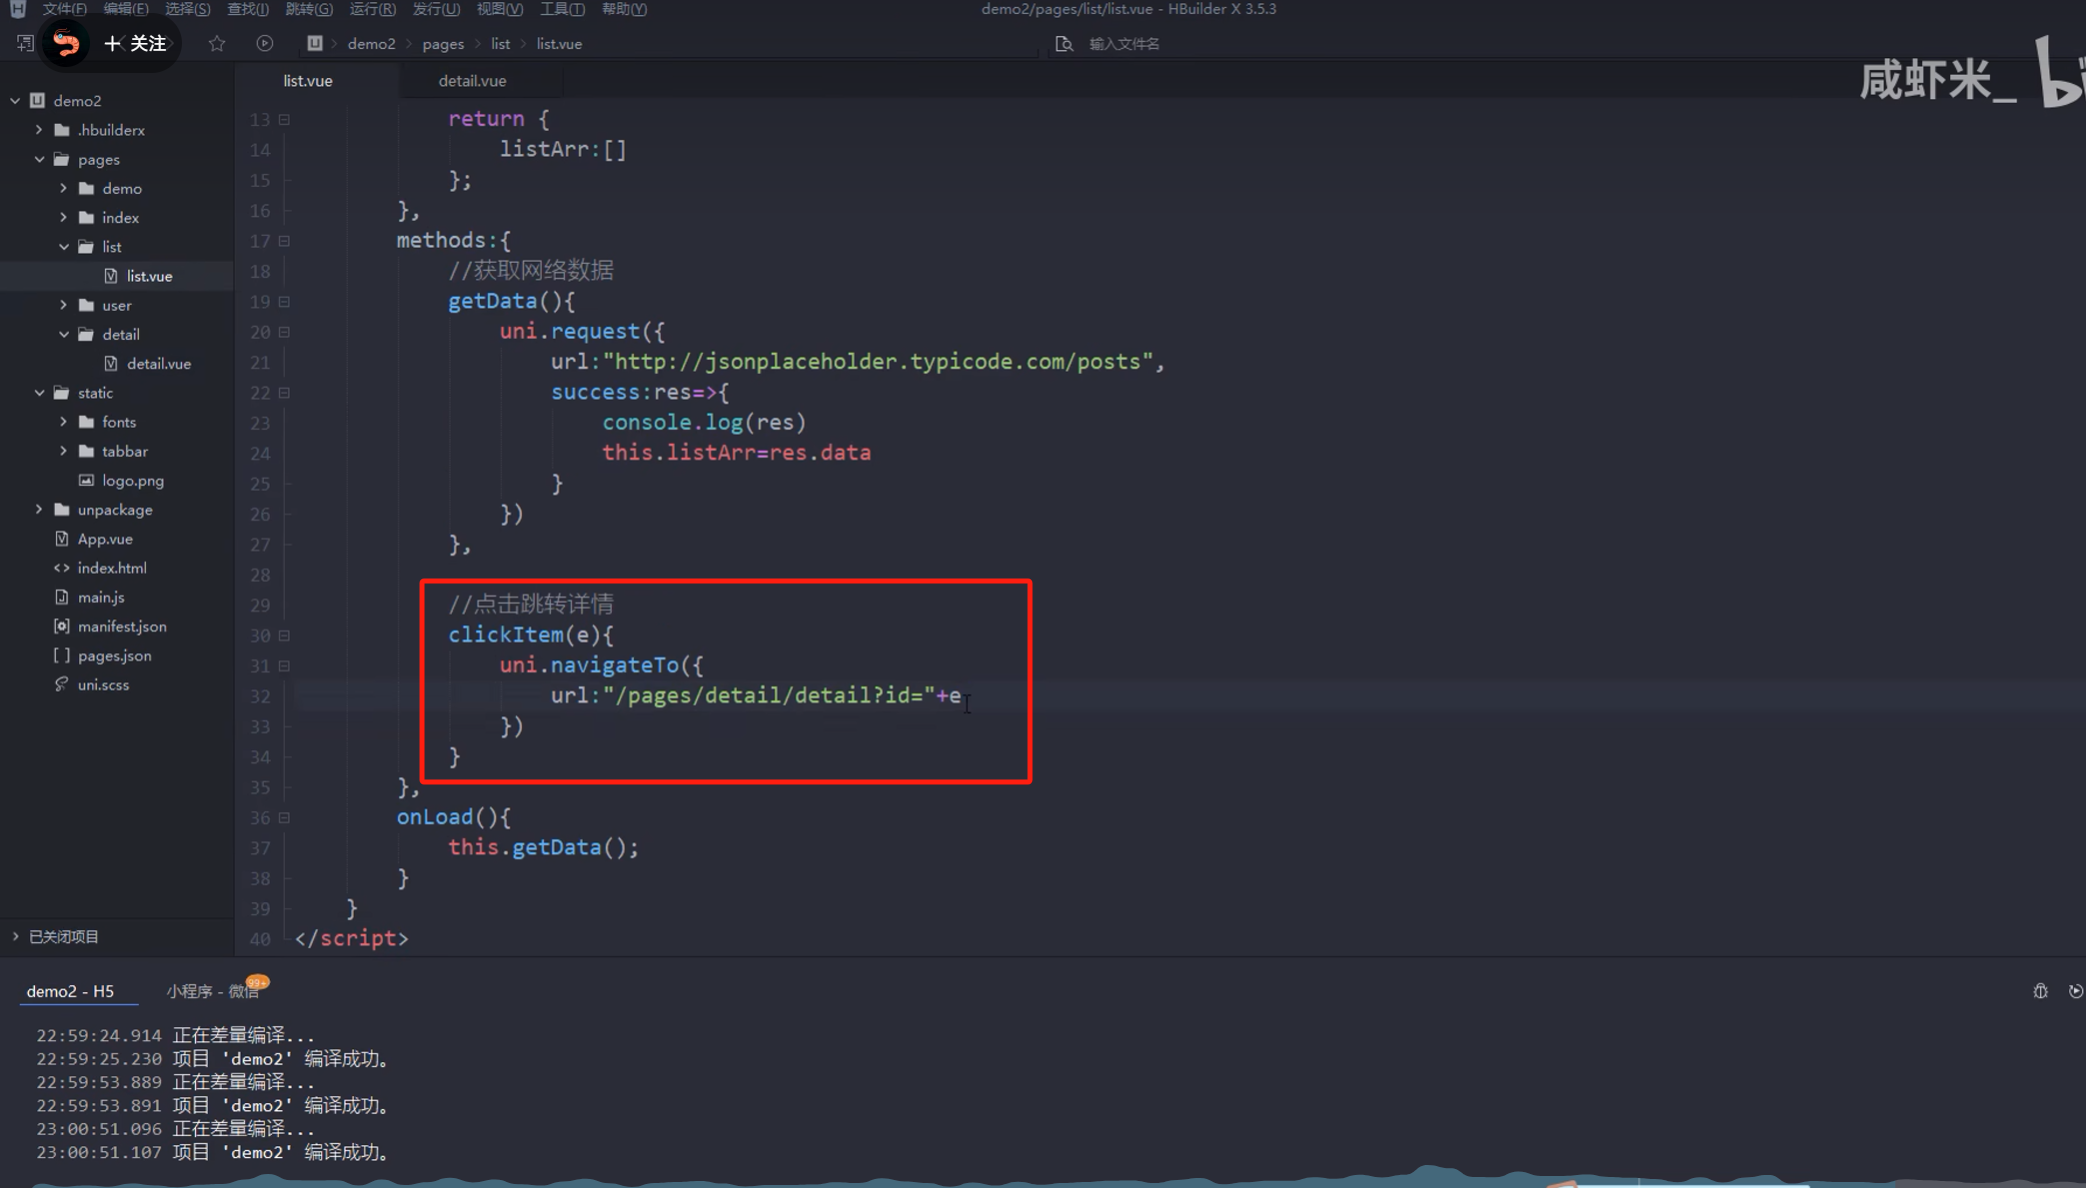 文件(F) 编辑(E) 选择(S) 查找(I) 跳转(G) 运行(R) 发行(U) 视图(V) 工具(T) 帮助(Y)
demo2/pages/list/list.vue - HBuilder X 3.5.3
关注
demo2 pages list list.vue
输入文件名
咸虾米_
demo2
.hbuilderx
pages
demo
index
list
list.vue
user
detail
detail.vue
static
fonts
tabbar
logo.png
unpackage
App.vue
index.html
main.js
manifest.json
pages.json
uni.scss
已关闭项目
list.vue detail.vue
13 return {
14 listArr:[]
15 };
16 },
17 methods:{
18 //获取网络数据
19 getData(){
20 uni.request({
21 url:"http://jsonplaceholder.typicode.com/posts",
22 success:res=>{
23 console.log(res)
24 this.listArr=res.data
25 }
26 })
27 },
28
29 //点击跳转详情
30 clickItem(e){
31 uni.navigateTo({
32 url:"/pages/detail/detail?id="+e
33 })
34 }
35 },
36 onLoad(){
37 this.getData();
38 }
39 }
40 </script>
demo2 - H5 小程序 - 微信 99+
22:59:24.914 正在差量编译...
22:59:25.230 项目 'demo2' 编译成功。
22:59:53.889 正在差量编译...
22:59:53.891 项目 'demo2' 编译成功。
23:00:51.096 正在差量编译...
23:00:51.107 项目 'demo2' 编译成功。